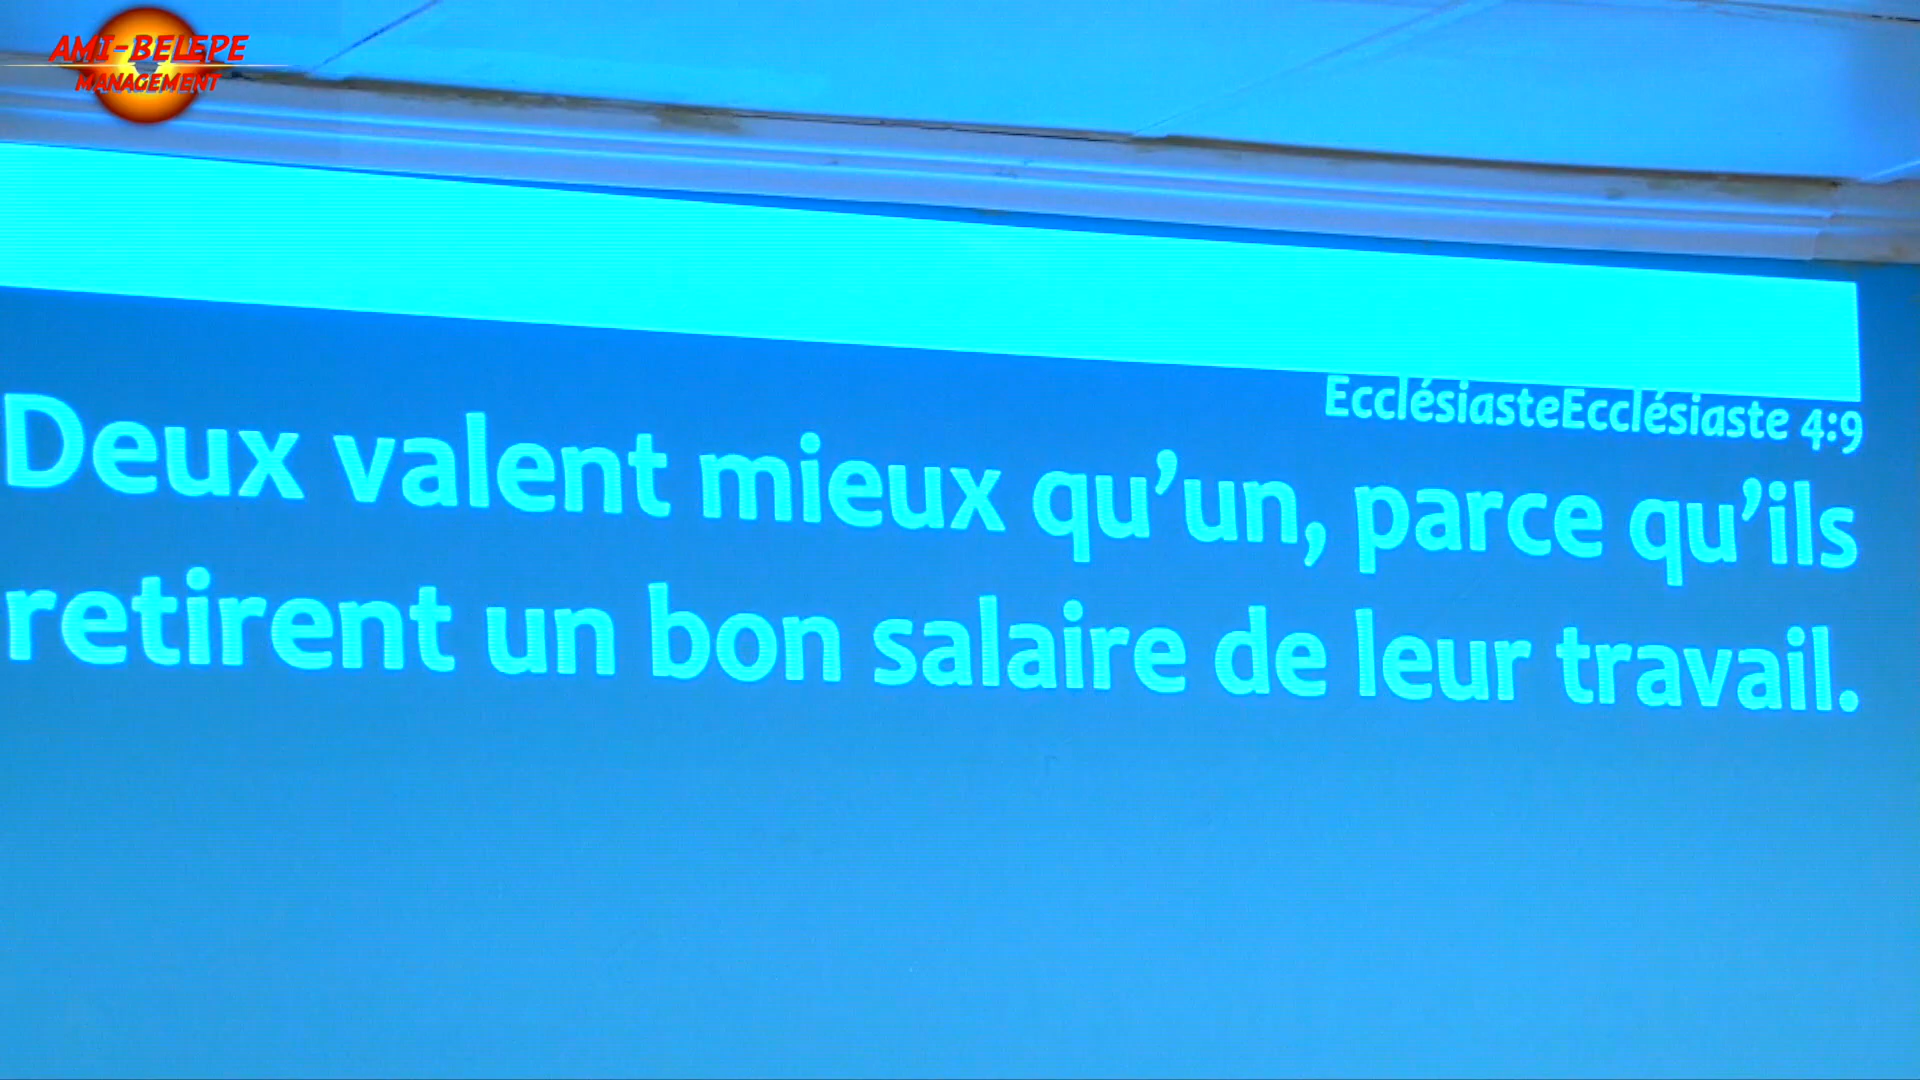 AMI-BELEPE
MANAGEMENT
EcclésiasteEcclésiaste 4:9
Deux valent mieux qu’un, parce qu’ils
retirent un bon salaire de leur travail.